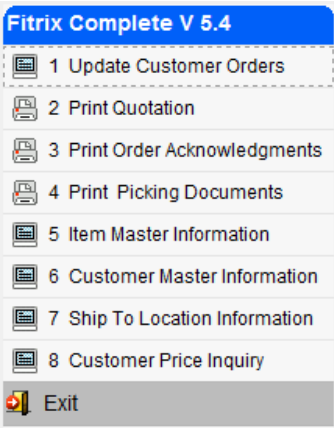 Fitrix Complete V 5.4
1 Update Customer Orders
2 Print Quotation
3 Print Order Acknowledgments
4 Print Picking Documents
5 Item Master Information
6 Customer Master Information
7 Ship To Location Information
8 Customer Price Inquiry
Exit